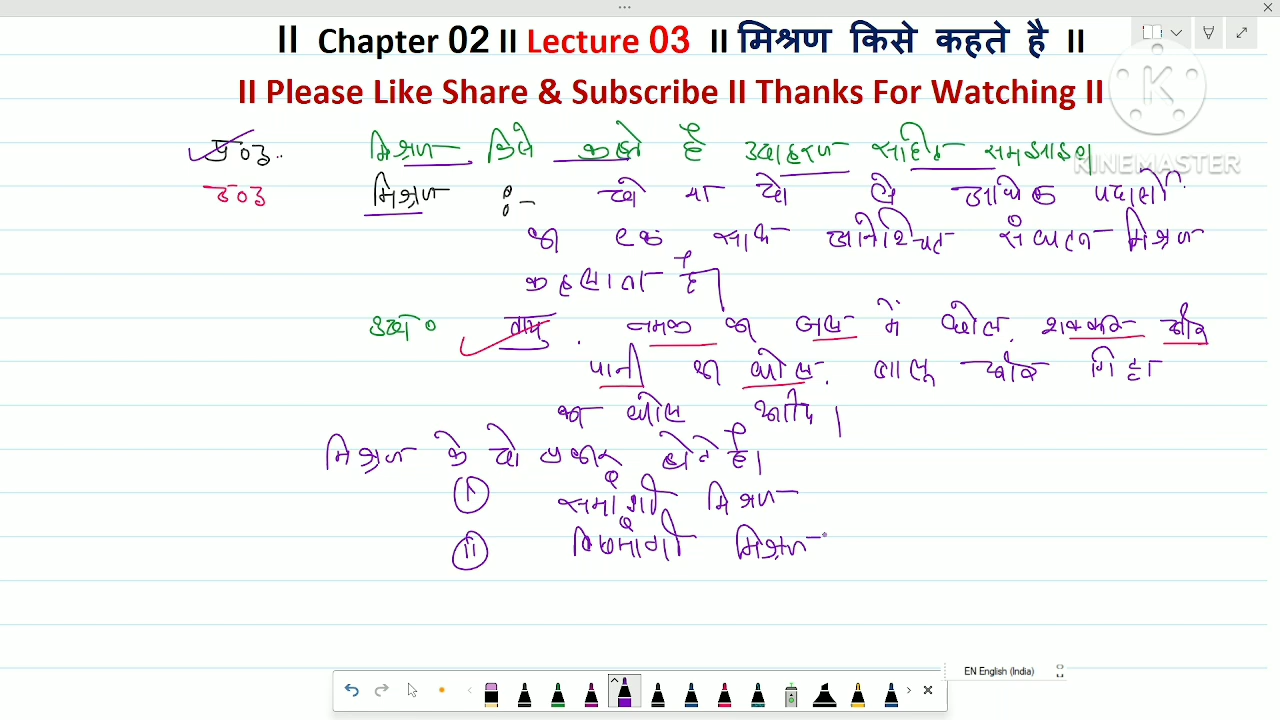 II Chapter 02 II Lecture 03 II मिश्रण किसे कहते है II
II Please Like Share & Subscribe II Thanks For Watching II
प्र03.. मिश्रण किसे कहते है उदाहरण सहित समझाइए
KINEMASTER
उ03 मिश्रण :- दो या दो से अधिक पदार्थो
का एक साथ अनिश्चित संघटन मिश्रण
कहलाता है।
उदा० वायु, नमक का जल में घोल, शक्कर और
पानी का घोल, बालू और मिट्टी
का घोल आदि।
मिश्रण के दो प्रकार होते है।
(i) समांगी मिश्रण
(ii) विषमांगी मिश्रण
EN English (India)